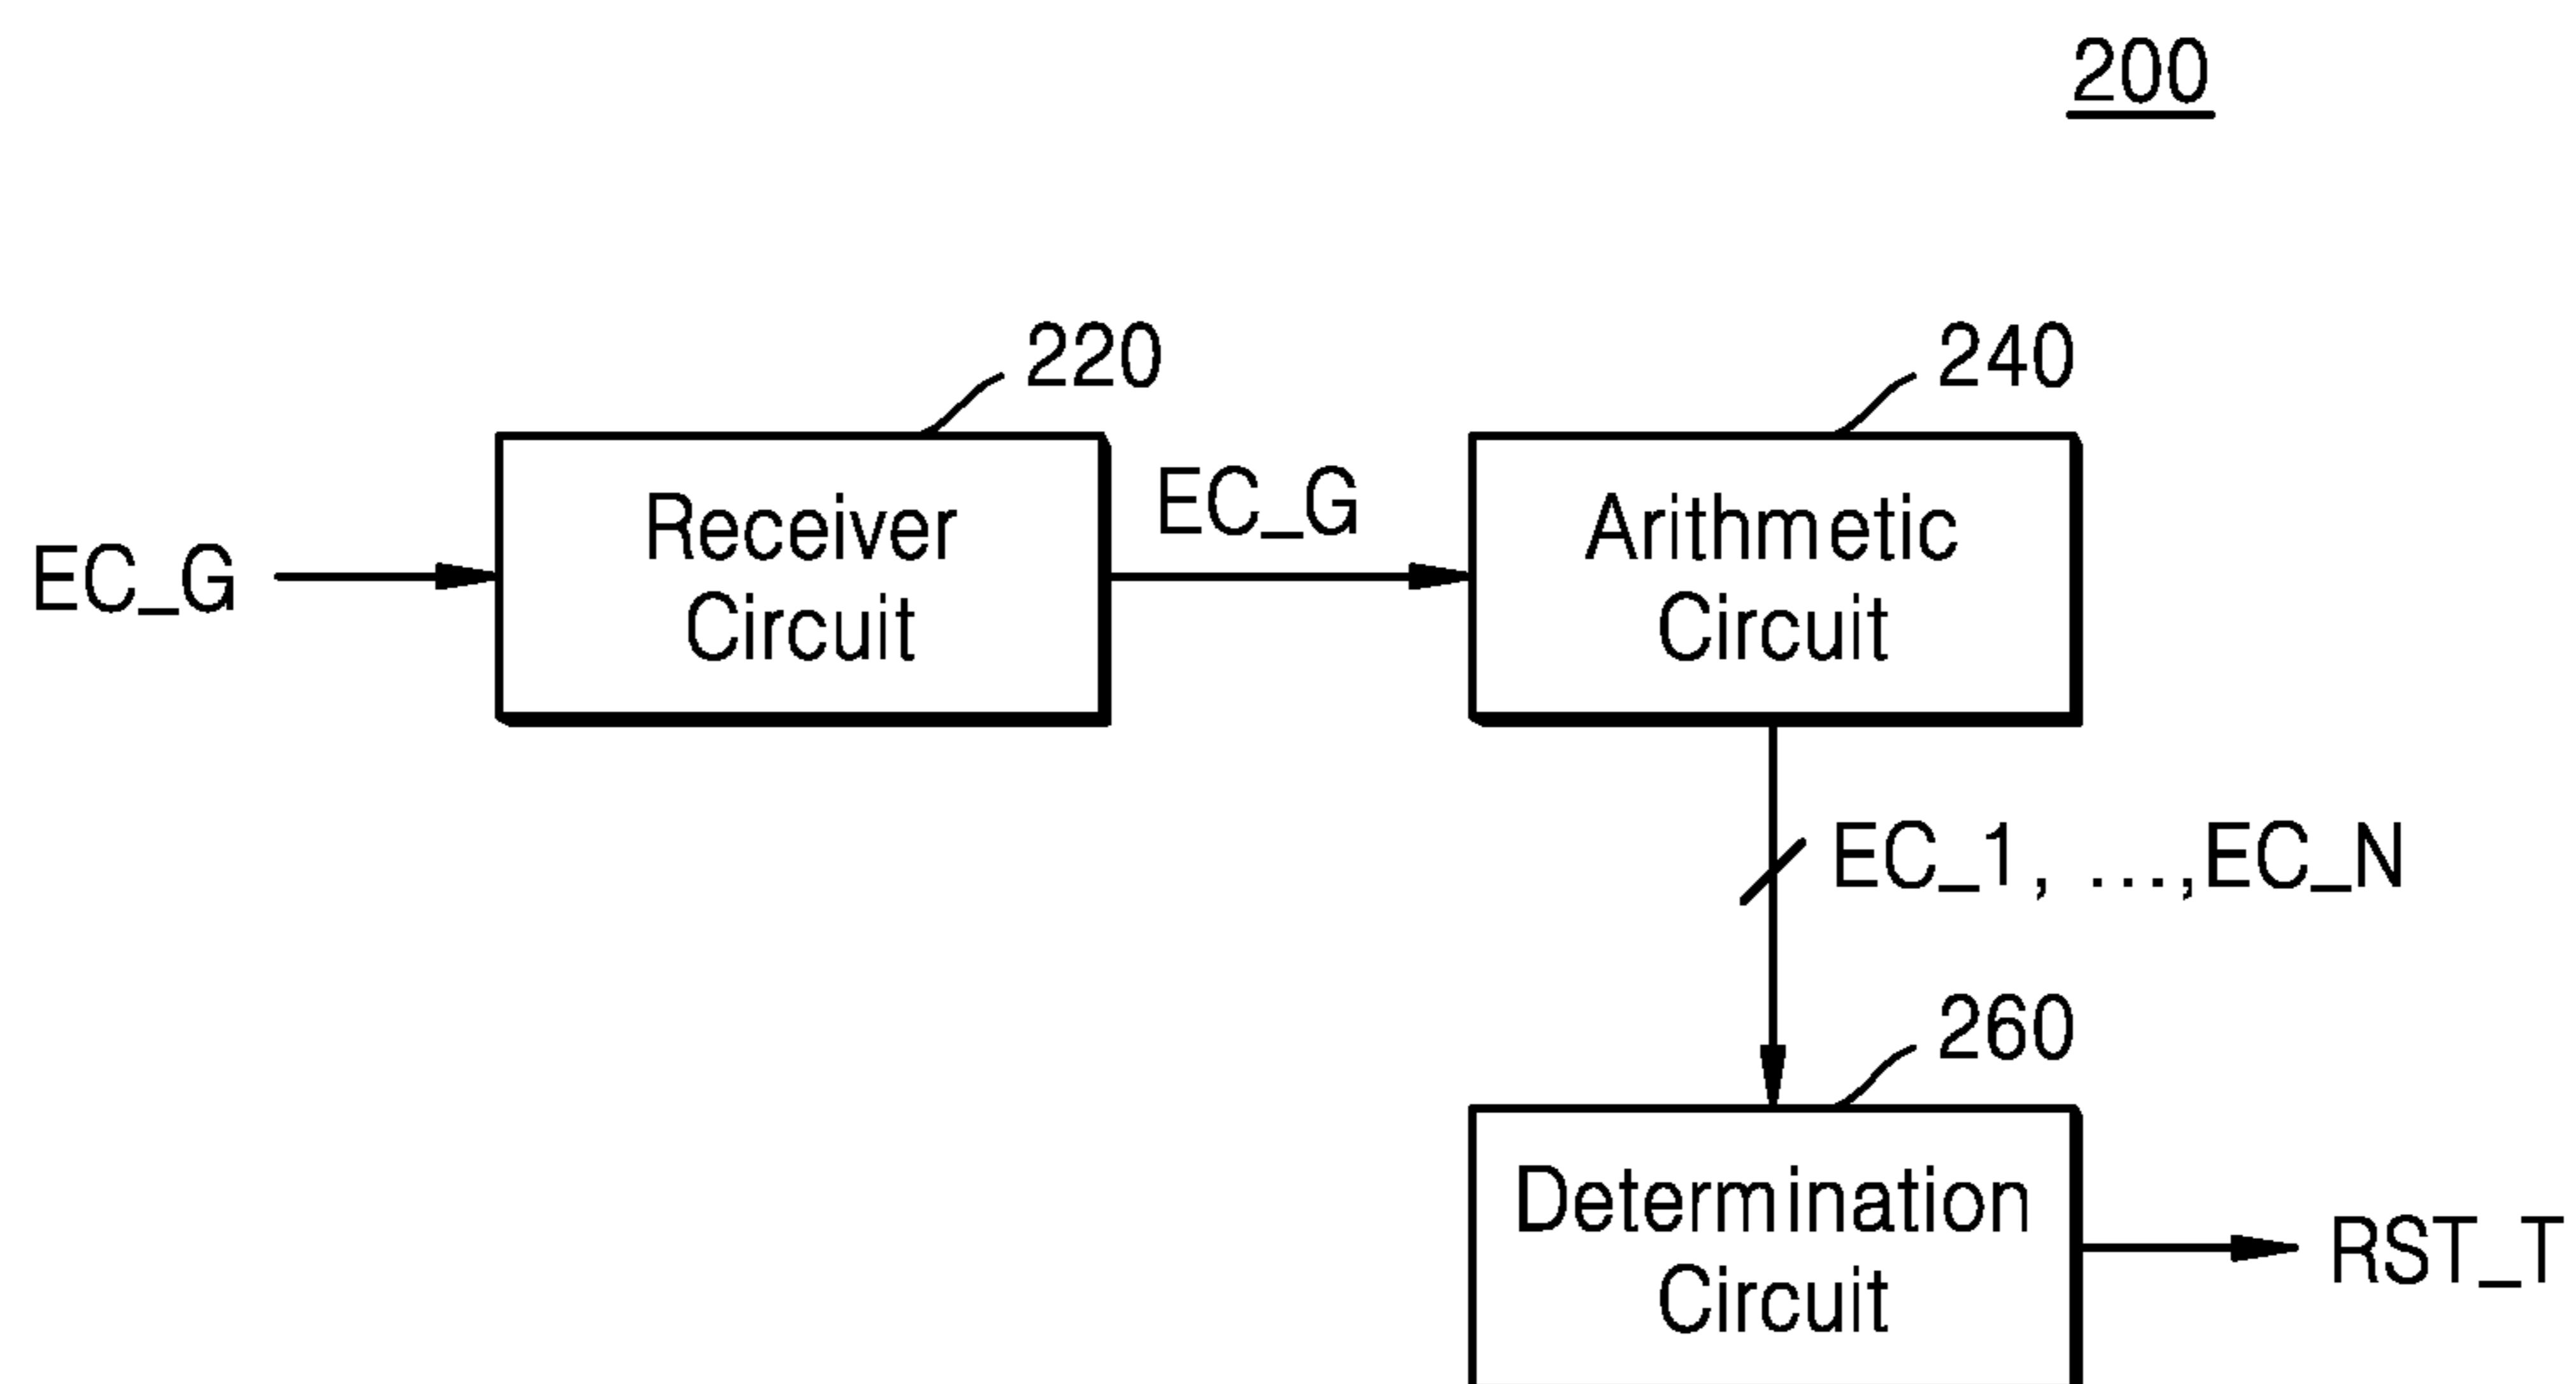 200
220
240
EC_G
Receiver
Circuit
EC_G
Arithmetic
Circuit
EC_1, ...,EC_N
260
Determination
Circuit
RST_T